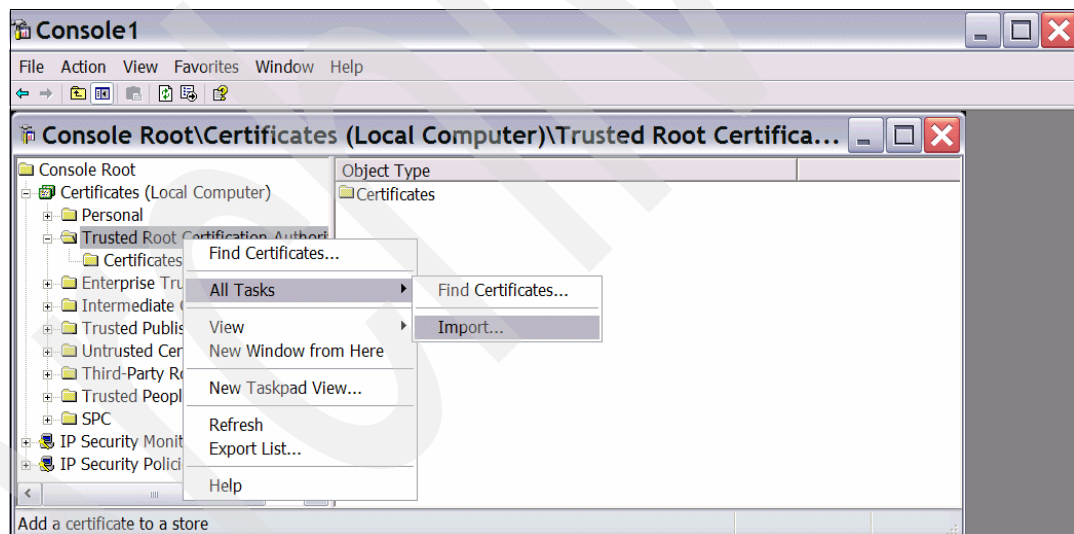 Console1
File Action View Favorites Window Help
Console Root\Certificates (Local Computer)\Trusted Root Certifica...
Console Root
Object Type
Certificates (Local Computer)
Certificates
Personal
Trusted Root Certification Authori
Certificates
Enterprise Tru
Intermediate
Trusted Publis
Untrusted Cer
Third-Party Ro
Trusted Peopl
SPC
IP Security Monit
IP Security Polici
Find Certificates...
All Tasks
View
New Window from Here
New Taskpad View...
Refresh
Export List...
Help
Find Certificates...
Import...
Add a certificate to a store